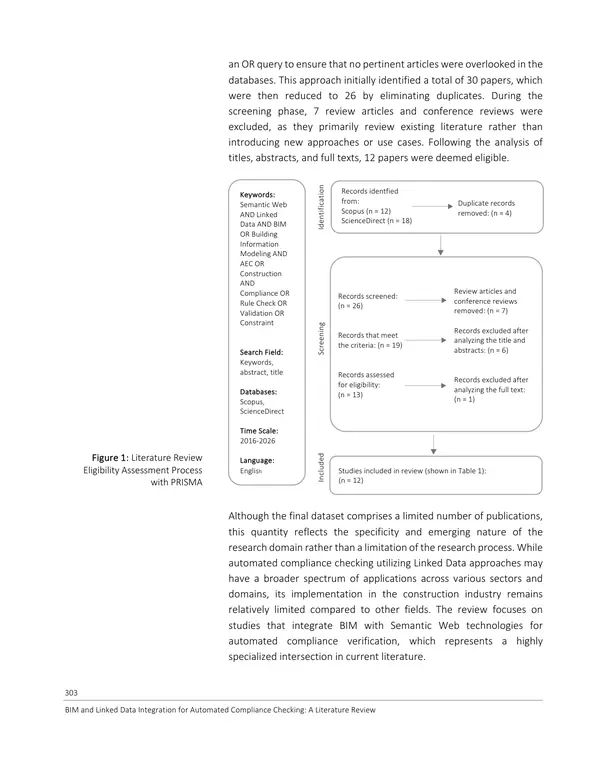 an OR query to ensure that no pertinent articles were overlooked in the
databases. This approach initially identified a total of 30 papers, which
were then reduced to 26 by eliminating duplicates. During the
screening phase, 7 review articles and conference reviews were
excluded, as they primarily review existing literature rather than
introducing new approaches or use cases. Following the analysis of
titles, abstracts, and full texts, 12 papers were deemed eligible.
Keywords:
Semantic Web
AND Linked
Data AND BIM
OR Building
Information
Modeling AND
AEC OR
Construction
AND
Compliance OR
Rule Check OR
Validation OR
Constraint
Search Field:
Keywords,
abstract, title
Databases:
Scopus,
ScienceDirect
Time Scale:
2016-2026
Language:
English
Identification
Records identfied
from:
Scopus (n = 12)
ScienceDirect (n = 18)
Duplicate records
removed: (n = 4)
Screening
Records screened:
(n = 26)
Review articles and
conference reviews
removed: (n = 7)
Records that meet
the criteria: (n = 19)
Records excluded after
analyzing the title and
abstracts: (n = 6)
Records assessed
for eligibility:
(n = 13)
Records excluded after
analyzing the full text:
(n = 1)
Included
Studies included in review (shown in Table 1):
(n = 12)
Figure 1: Literature Review
Eligibility Assessment Process
with PRISMA
Although the final dataset comprises a limited number of publications,
this quantity reflects the specificity and emerging nature of the
research domain rather than a limitation of the research process. While
automated compliance checking utilizing Linked Data approaches may
have a broader spectrum of applications across various sectors and
domains, its implementation in the construction industry remains
relatively limited compared to other fields. The review focuses on
studies that integrate BIM with Semantic Web technologies for
automated compliance verification, which represents a highly
specialized intersection in current literature.
303
BIM and Linked Data Integration for Automated Compliance Checking: A Literature Review